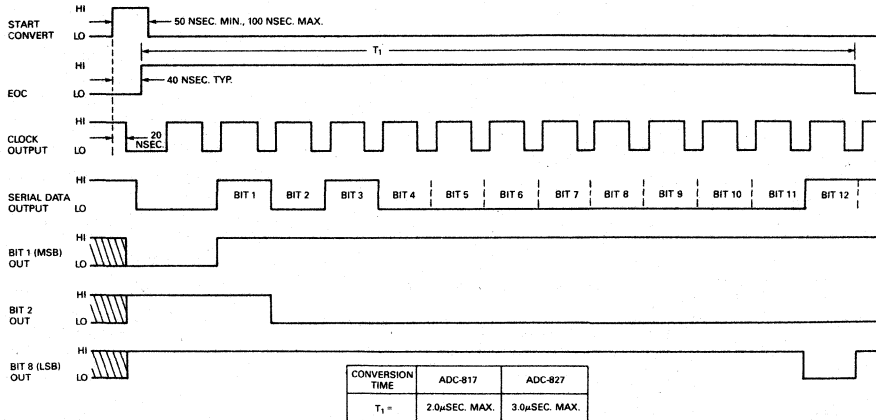 START
CONVERT
HI
LO
50 NSEC. MIN., 100 NSEC. MAX.
T1
EOC
HI
LO
40 NSEC. TYP.
CLOCK
OUTPUT
HI
LO
20
NSEC.
SERIAL DATA
OUTPUT
HI
LO
BIT 1
BIT 2
BIT 3
BIT 4
BIT 5
BIT 6
BIT 7
BIT 8
BIT 9
BIT 10
BIT 11
BIT 12
BIT 1 (MSB)
OUT
HI
LO
BIT 2
OUT
HI
LO
BIT 8 (LSB)
OUT
HI
LO
CONVERSION
TIME
ADC-817
ADC-827
T1 =
2.0μSEC. MAX.
3.0μSEC. MAX.